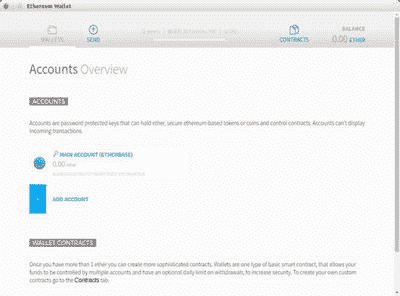 Ethereum Wallet
WALLETS
SEND
CONTRACTS
BALANCE
0.00 ETHER
Accounts Overview
ACCOUNTS
Accounts are password protected keys that can hold ether, secure ethereum-based tokens or coins and control contracts. Accounts can't display
incoming transactions.
MAIN ACCOUNT (ETHERBASE)
0.00
ADD ACCOUNT
WALLET CONTRACTS
Once you have more than 1 ether you can create more sophisticated contracts. Wallets are one type of basic smart contract, that allows your
funds to be controlled by multiple accounts and have an optional daily limit on withdrawals, to increase security. To create your own custom
contracts go to the Contracts tab.